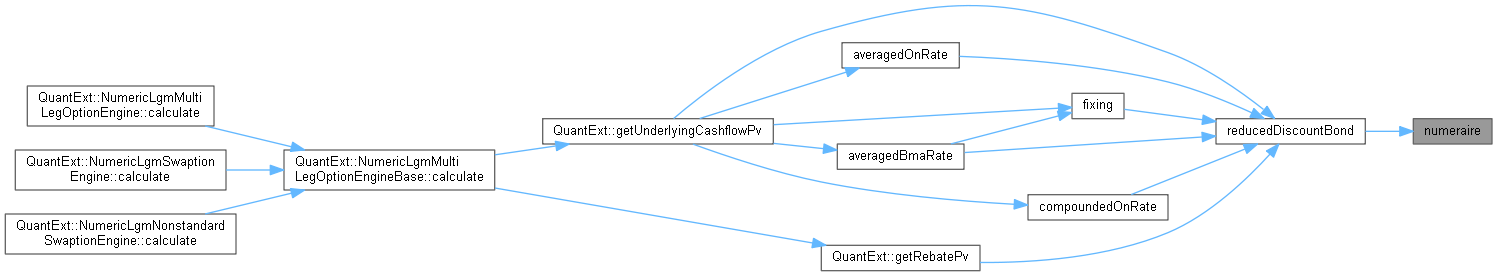 QuantExt::NumericLgmMulti
LegOptionEngine::calculate
QuantExt::NumericLgmSwaption
Engine::calculate
QuantExt::NumericLgmNonstandard
SwaptionEngine::calculate
QuantExt::NumericLgmMulti
LegOptionEngineBase::calculate
QuantExt::getUnderlyingCashflowPv
averagedOnRate
fixing
averagedBmaRate
compoundedOnRate
QuantExt::getRebatePv
reducedDiscountBond
numeraire